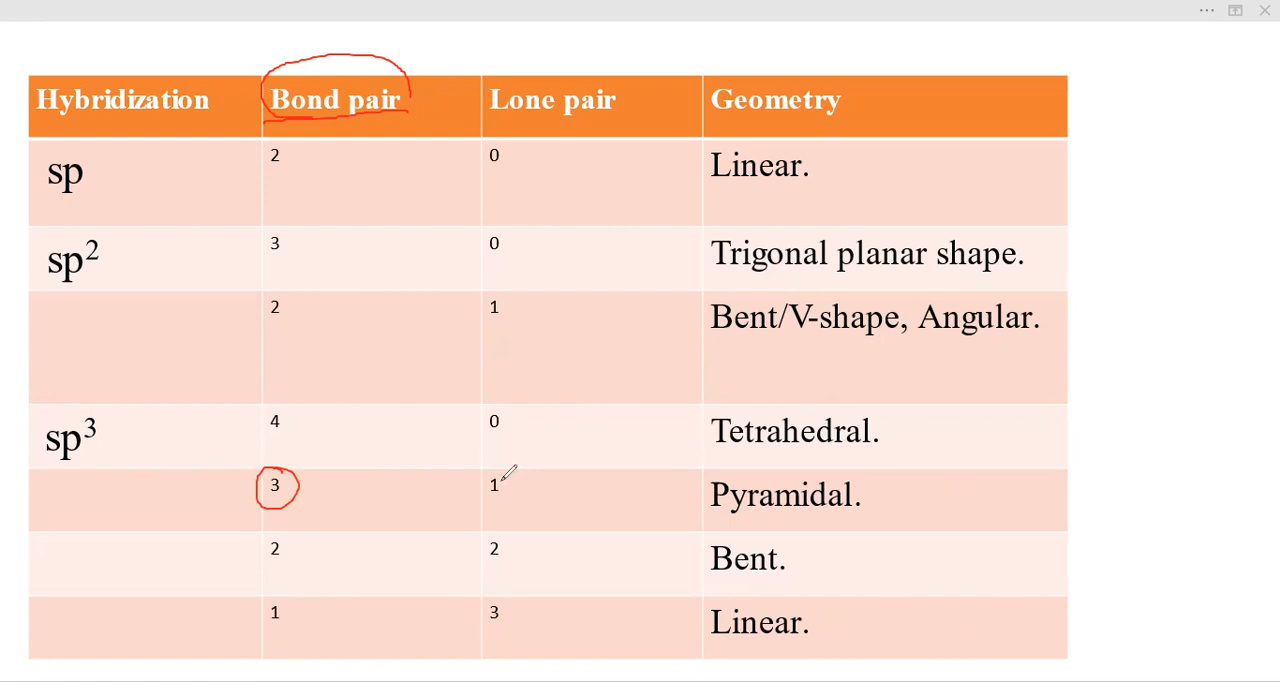 Hybridization Bond pair Lone pair Geometry
sp 2 0 Linear.
sp² 3 0 Trigonal planar shape.
2 1 Bent/V-shape, Angular.
sp³ 4 0 Tetrahedral.
3 1 Pyramidal.
2 2 Bent.
1 3 Linear.